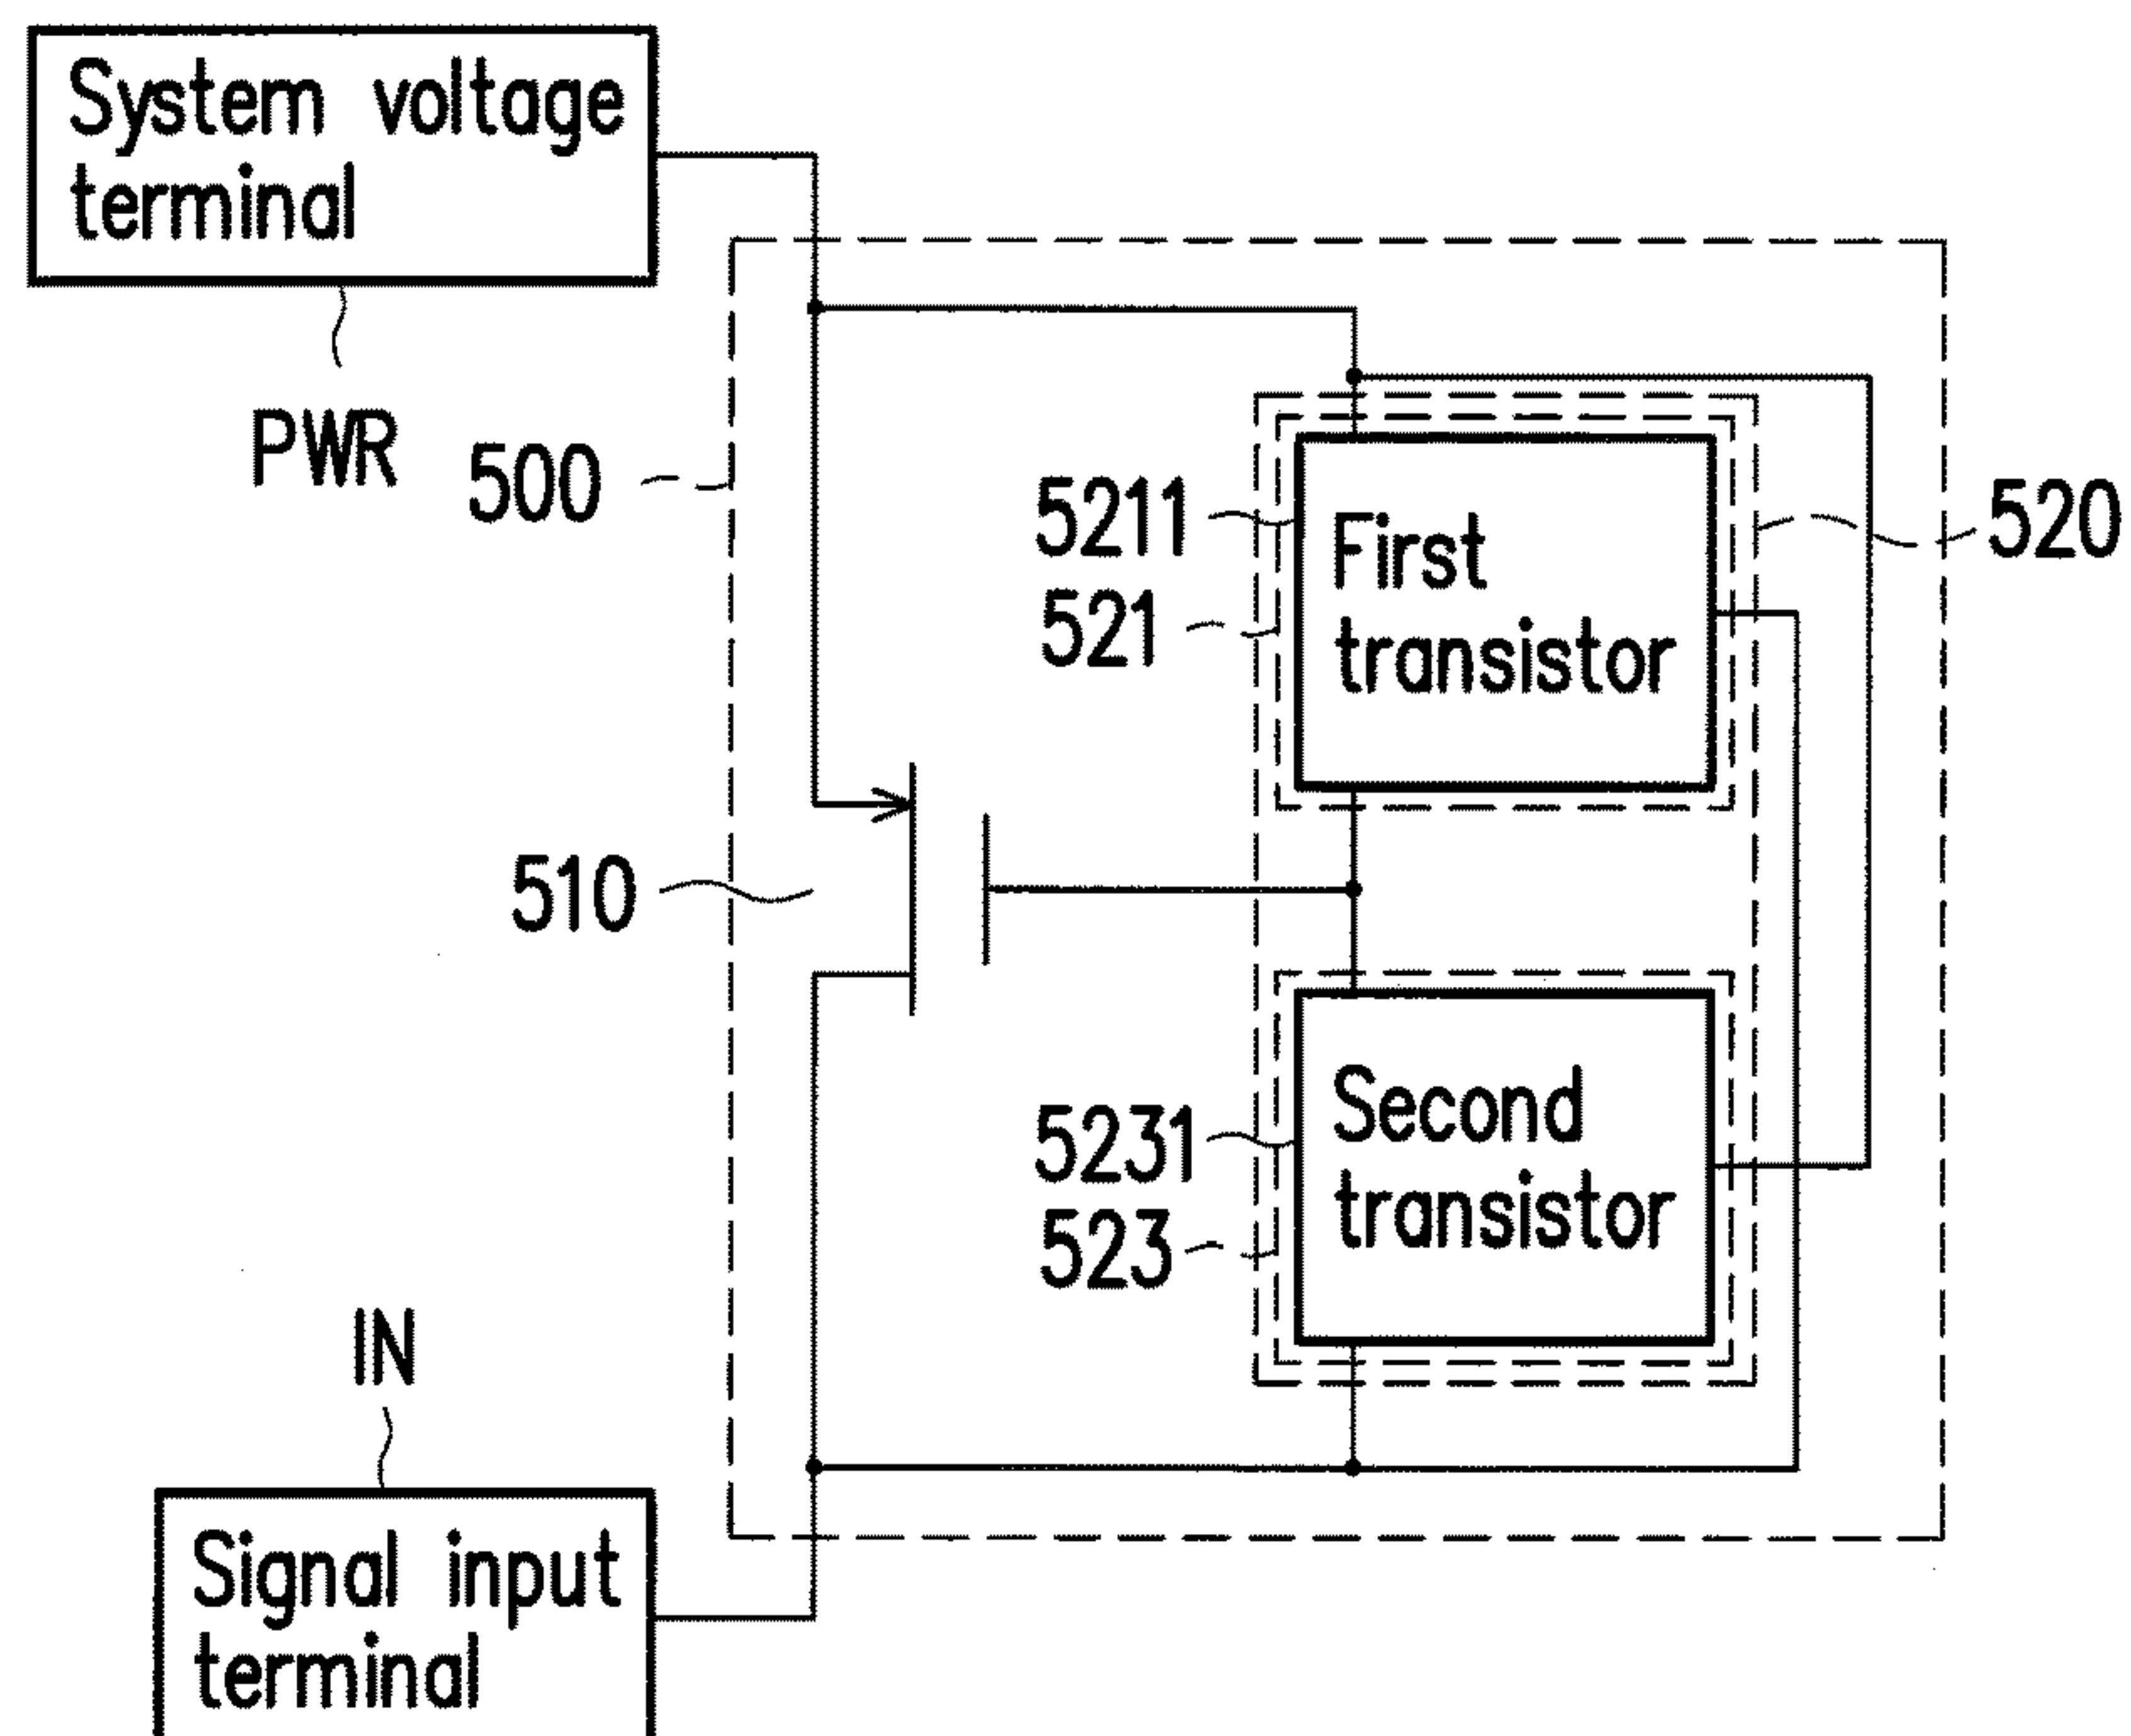 System voltage
terminal
PWR
500
5211
521
First
transistor
520
510
5231
523
Second
transistor
IN
Signal input
terminal